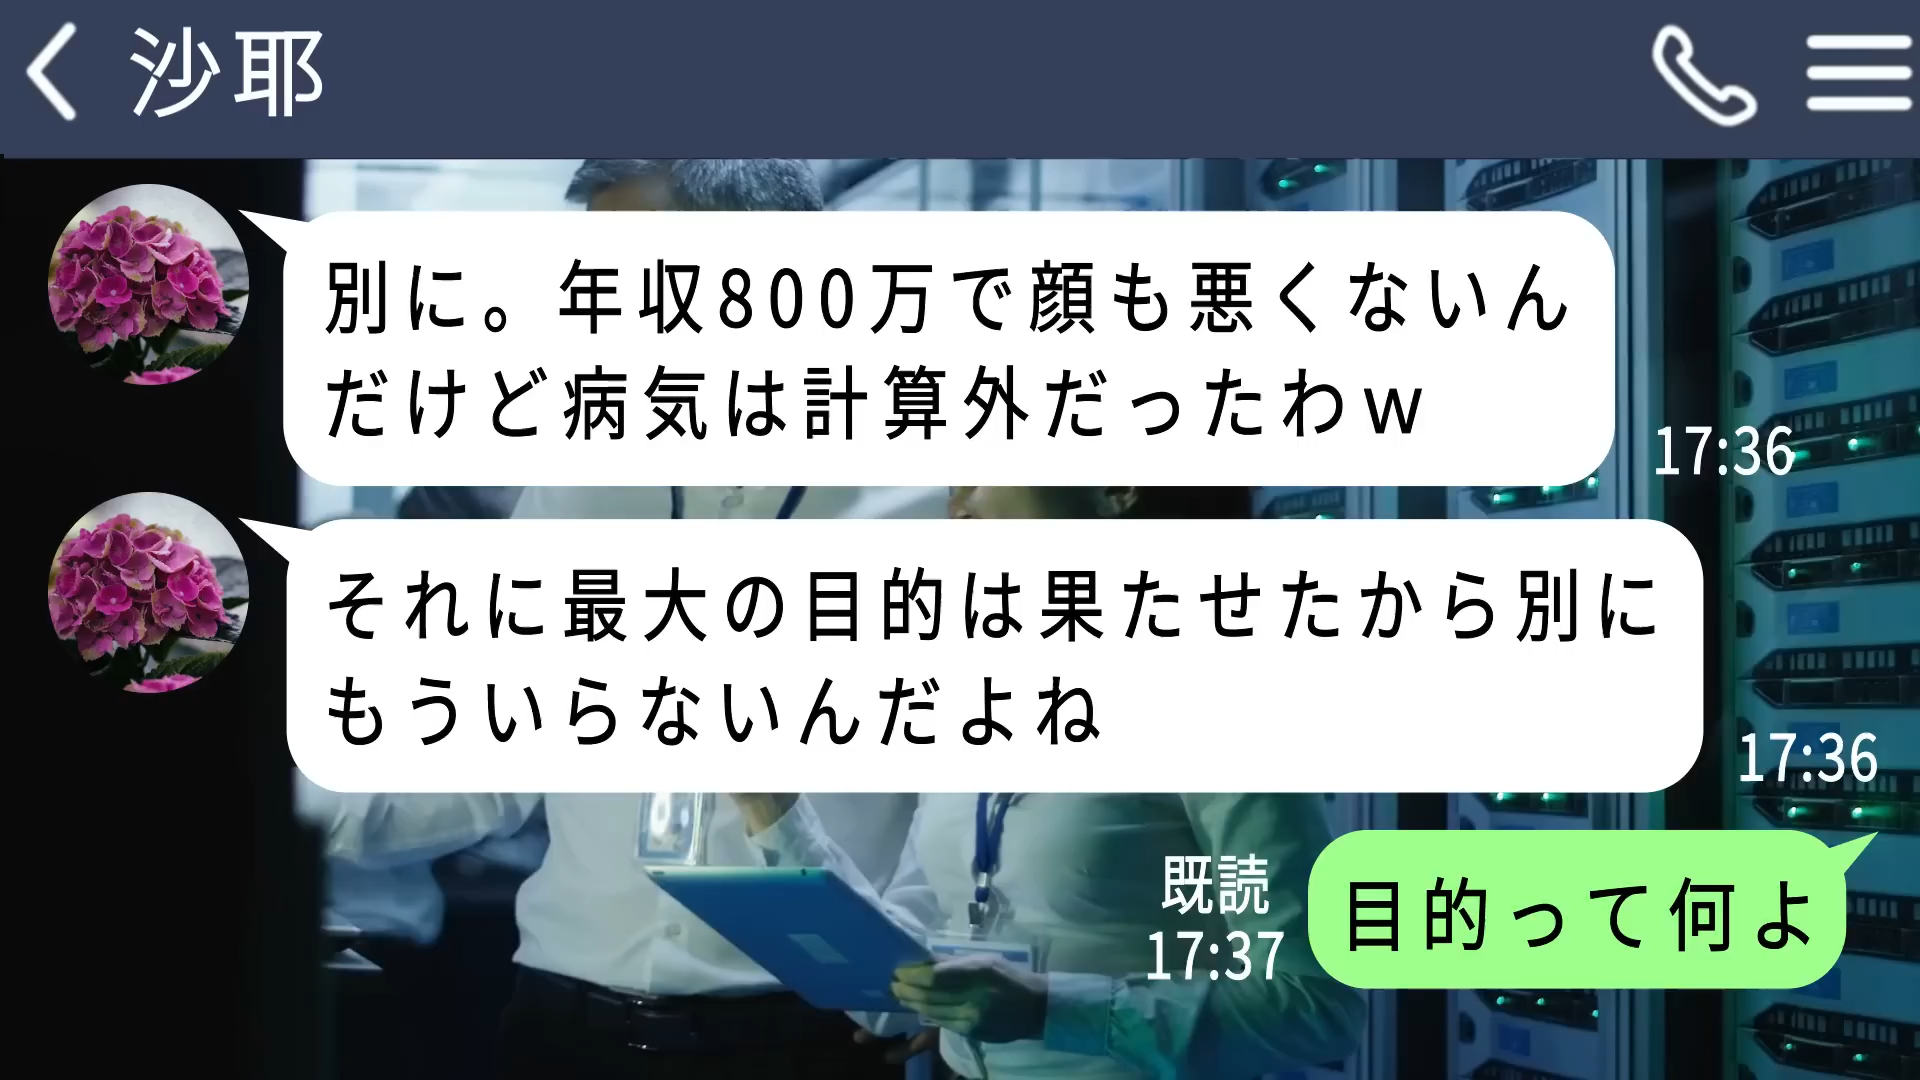 沙耶
別に。年収800万で顔も悪くないん
だけど病気は計算外だったわw
17:36
それに最大の目的は果たせたから別に
もういらないんだよね
17:36
既読
17:37
目的って何よ